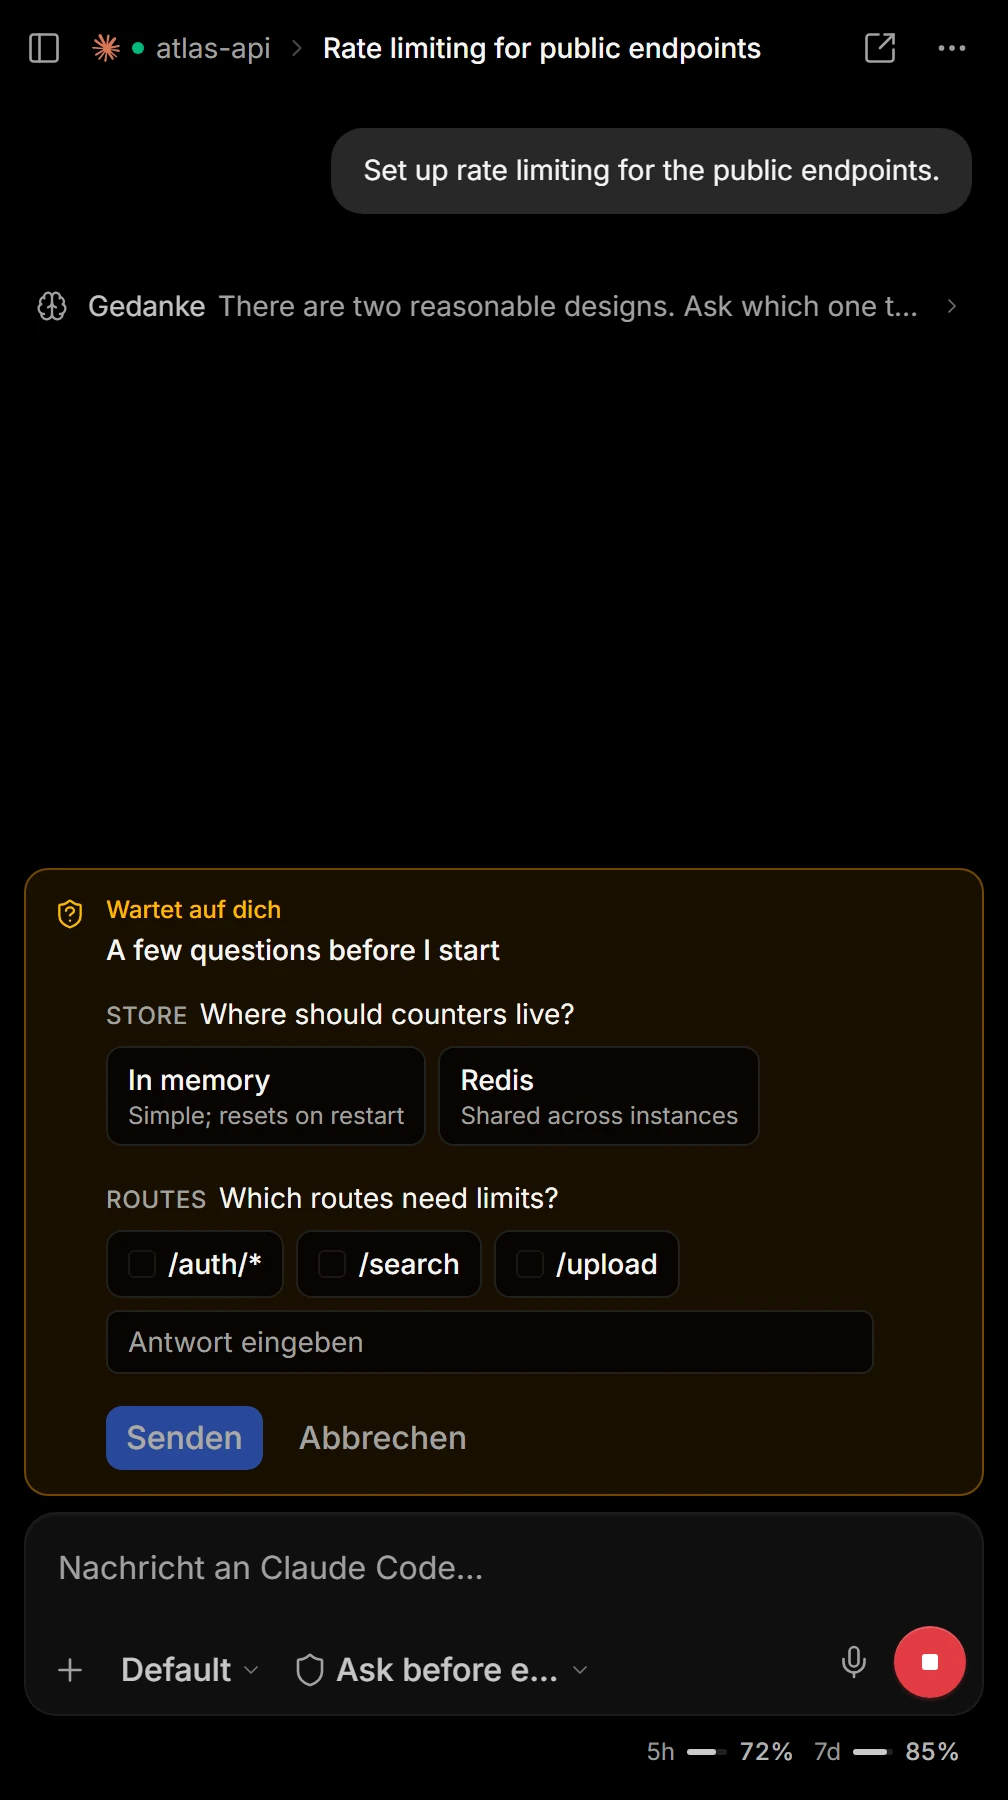 atlas-api > Rate limiting for public endpoints
Set up rate limiting for the public endpoints.
Gedanke There are two reasonable designs. Ask which one t...
Wartet auf dich
A few questions before I start
STORE Where should counters live?
In memory Redis
Simple; resets on restart Shared across instances
ROUTES Which routes need limits?
/auth/* /search /upload
Antwort eingeben
Senden Abbrechen
Nachricht an Claude Code...
Default Ask before e...
5h 72% 7d 85%